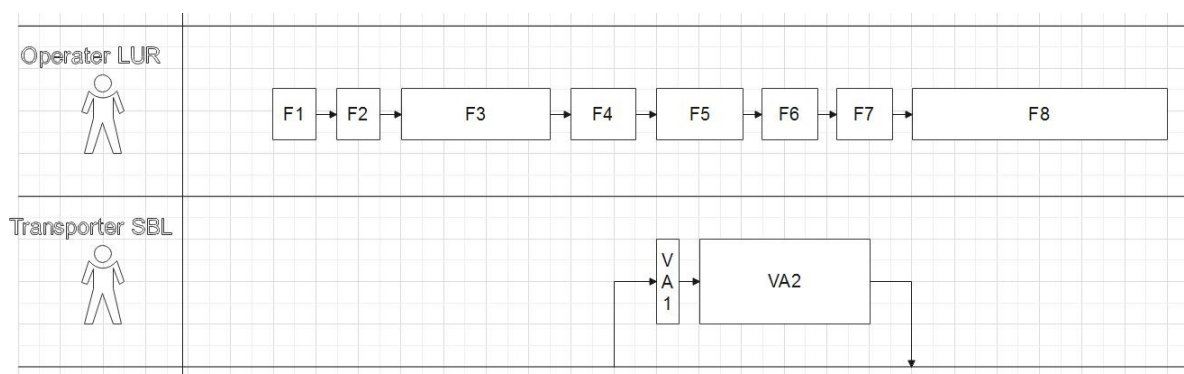 Operater LUR
F1 F2 F3 F4 F5 F6 F7 F8
Transporter SBL
V
A
1
VA2